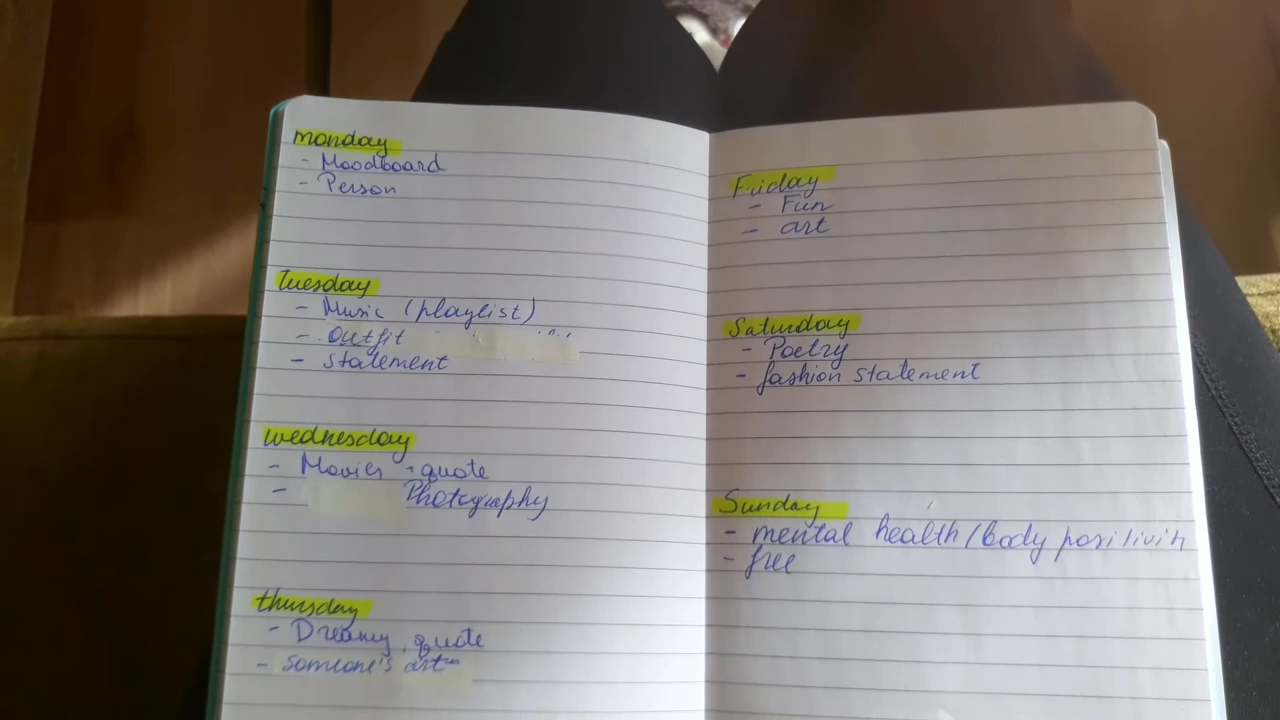 monday
- Moodboard
- Person
tuesday
- Music (playlist)
- outfit
- statement
wednesday
- Movies - quote
- Photography
thursday
- Dreamy quote
- Someone's art
Friday
- Fun
- art
Saturday
- Poetry
- fashion statement
Sunday
- mental health/body positivity
- free